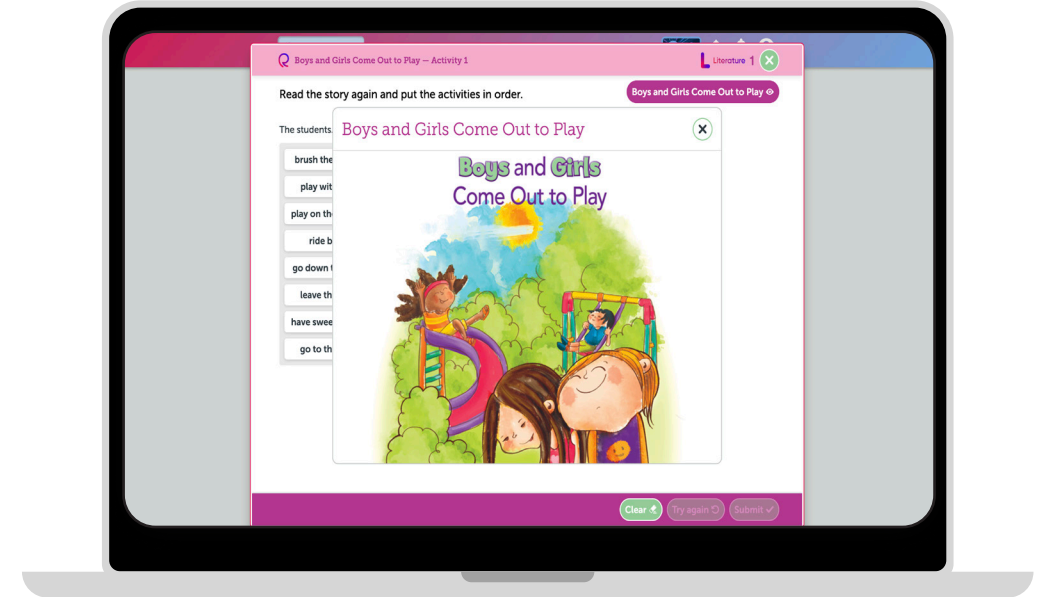 Boys and Girls Come Out to Play — Activity 1
Literature 1
Read the story again and put the activities in order.
Boys and Girls Come Out to Play
The students
Boys and Girls Come Out to Play
brush the
play wit
play on th
ride b
go down
leave th
have swee
go to th
Boys and Girls
Come Out to Play
Clear
Try again
Submit